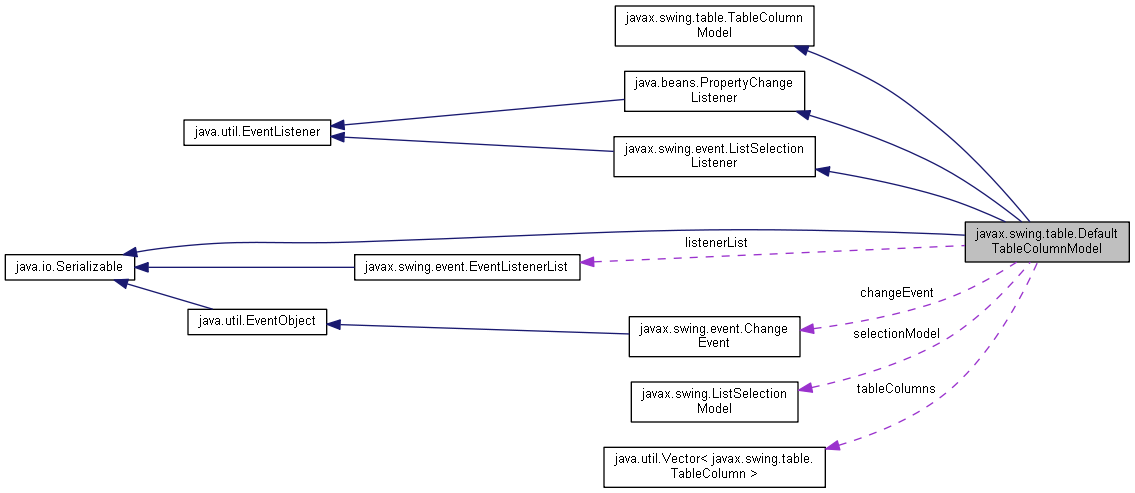 javax.swing.table.TableColumn
Model
java.beans.PropertyChange
Listener
java.util.EventListener
javax.swing.event.ListSelection
Listener
javax.swing.table.Default
TableColumnModel
listenerList
java.io.Serializable
javax.swing.event.EventListenerList
changeEvent
java.util.EventObject
javax.swing.event.Change
Event
selectionModel
javax.swing.ListSelection
Model
tableColumns
java.util.Vector< javax.swing.table.
TableColumn >